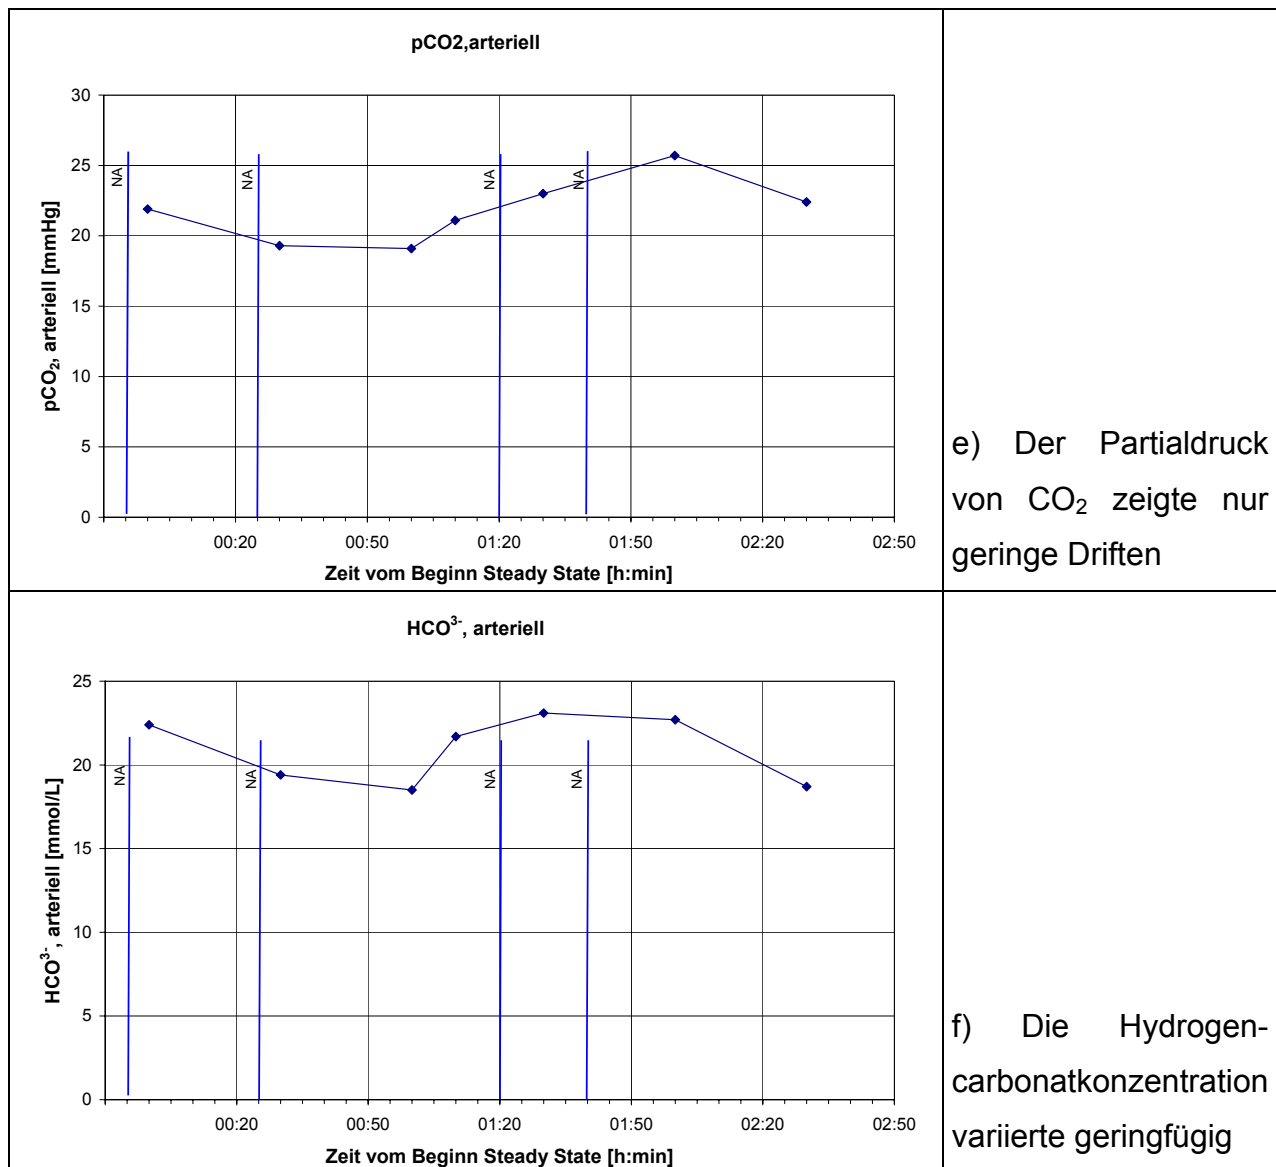 pCO2,arteriell
30
25
20
15
10
5
0
pCO₂, arteriell [mmHg]
NA
NA
NA
NA
00:20 00:50 01:20 01:50 02:20 02:50
Zeit vom Beginn Steady State [h:min]
e) Der Partialdruck
von CO₂ zeigte nur
geringe Driften
HCO³⁻, arteriell
25
20
15
10
5
0
HCO³⁻, arteriell [mmol/L]
NA
NA
NA
NA
00:20 00:50 01:20 01:50 02:20 02:50
Zeit vom Beginn Steady State [h:min]
f) Die Hydrogen-
carbonatkonzentration
variierte geringfügig